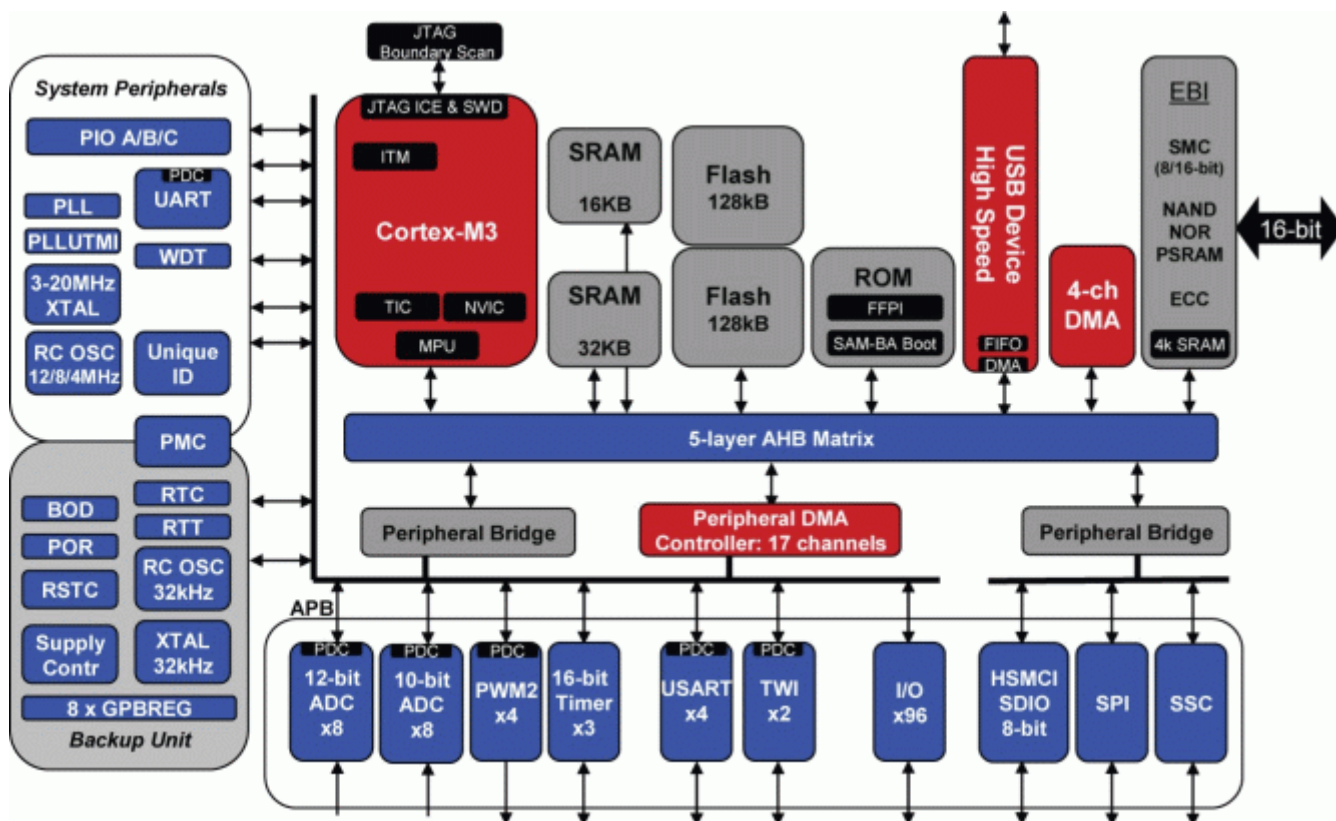 JTAG
Boundary Scan
System Peripherals
PIO A/B/C
PDC
UART
PLL
PLLUTMI
WDT
3-20MHz
XTAL
RC OSC
12/8/4MHz
Unique
ID
PMC
BOD
RTC
POR
RTT
RSTC
RC OSC
32kHz
Supply
Contr
XTAL
32kHz
8 x GPBREG
Backup Unit
JTAG ICE & SWD
ITM
Cortex-M3
TIC
NVIC
MPU
SRAM
16KB
SRAM
32KB
Flash
128kB
Flash
128kB
ROM
FFPI
SAM-BA Boot
USB Device
High Speed
FIFO
DMA
4-ch
DMA
EBI
SMC
(8/16-bit)
NAND
NOR
PSRAM
ECC
4k SRAM
16-bit
5-layer AHB Matrix
Peripheral Bridge
Peripheral DMA
Controller: 17 channels
Peripheral Bridge
APB
PDC
12-bit
ADC
x8
PDC
10-bit
ADC
x8
PDC
PWM2
x4
16-bit
Timer
x3
PDC
USART
x4
PDC
TWI
x2
I/O
x96
HSMCI
SDIO
8-bit
SPI
SSC